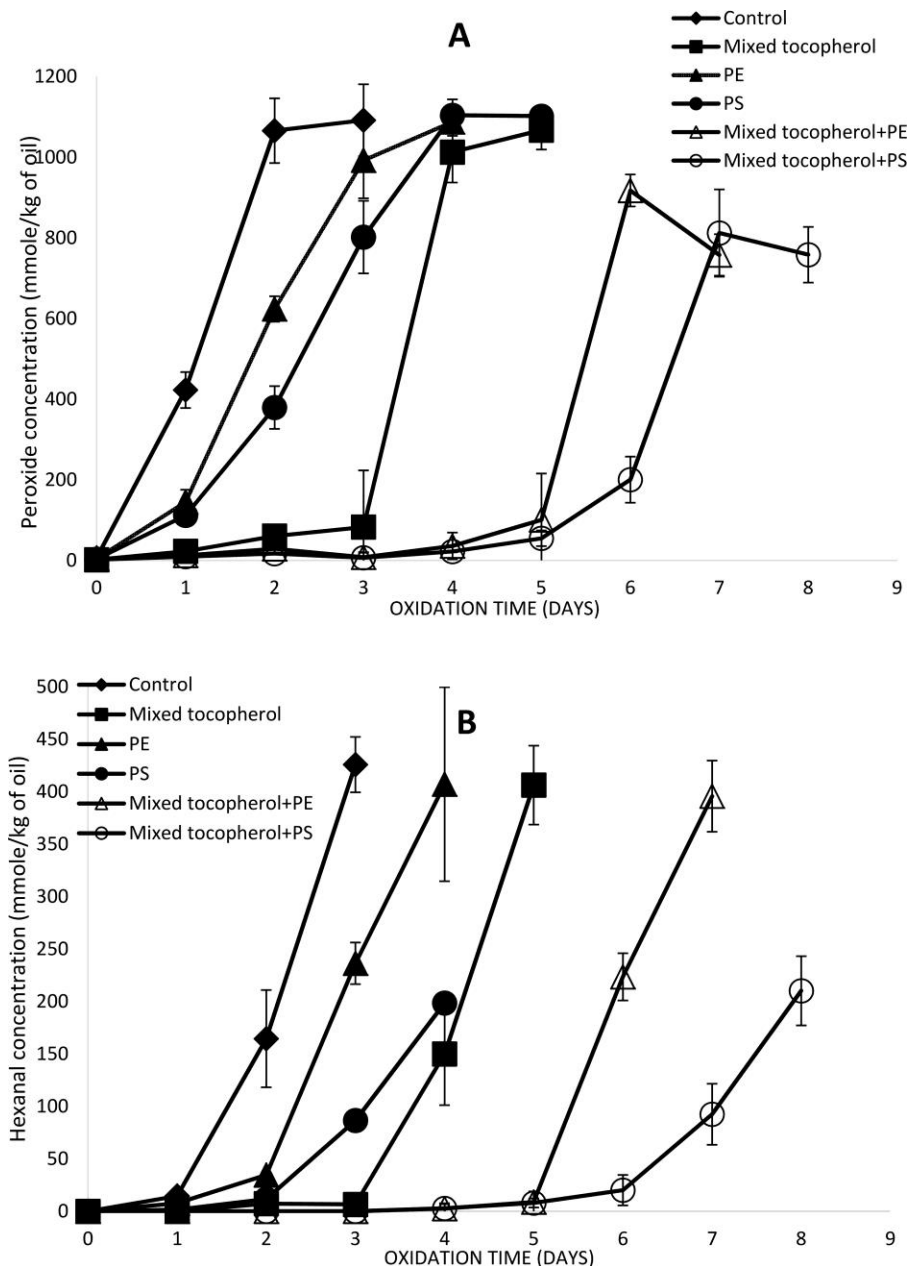 A
Control
Mixed tocopherol
PE
PS
Mixed tocopherol+PE
Mixed tocopherol+PS
Peroxide concentration (mmole/kg of oil)
1200
1000
800
600
400
200
0
0 1 2 3 4 5 6 7 8 9
OXIDATION TIME (DAYS)
B
Control
Mixed tocopherol
PE
PS
Mixed tocopherol+PE
Mixed tocopherol+PS
Hexanal concentration (mmole/kg of oil)
500
450
400
350
300
250
200
150
100
50
0
0 1 2 3 4 5 6 7 8 9
OXIDATION TIME (DAYS)